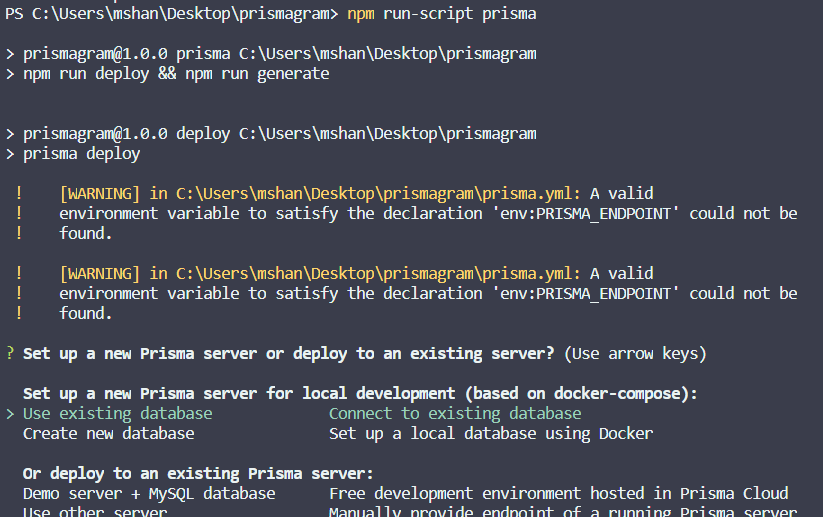 PS C:\Users\mshan\Desktop\prismagram> npm run-script prisma
> prismagram@1.0.0 prisma C:\Users\mshan\Desktop\prismagram
> npm run deploy && npm run generate
> prismagram@1.0.0 deploy C:\Users\mshan\Desktop\prismagram
> prisma deploy
! [WARNING] in C:\Users\mshan\Desktop\prismagram\prisma.yml: A valid
! environment variable to satisfy the declaration 'env:PRISMA_ENDPOINT' could not be
! found.
! [WARNING] in C:\Users\mshan\Desktop\prismagram\prisma.yml: A valid
! environment variable to satisfy the declaration 'env:PRISMA_ENDPOINT' could not be
! found.
? Set up a new Prisma server or deploy to an existing server? (Use arrow keys)
Set up a new Prisma server for local development (based on docker-compose):
> Use existing database Connect to existing database
Create new database Set up a local database using Docker
Or deploy to an existing Prisma server:
Demo server + MySQL database Free development environment hosted in Prisma Cloud
Use other server Manually provide endpoint of a running Prisma server